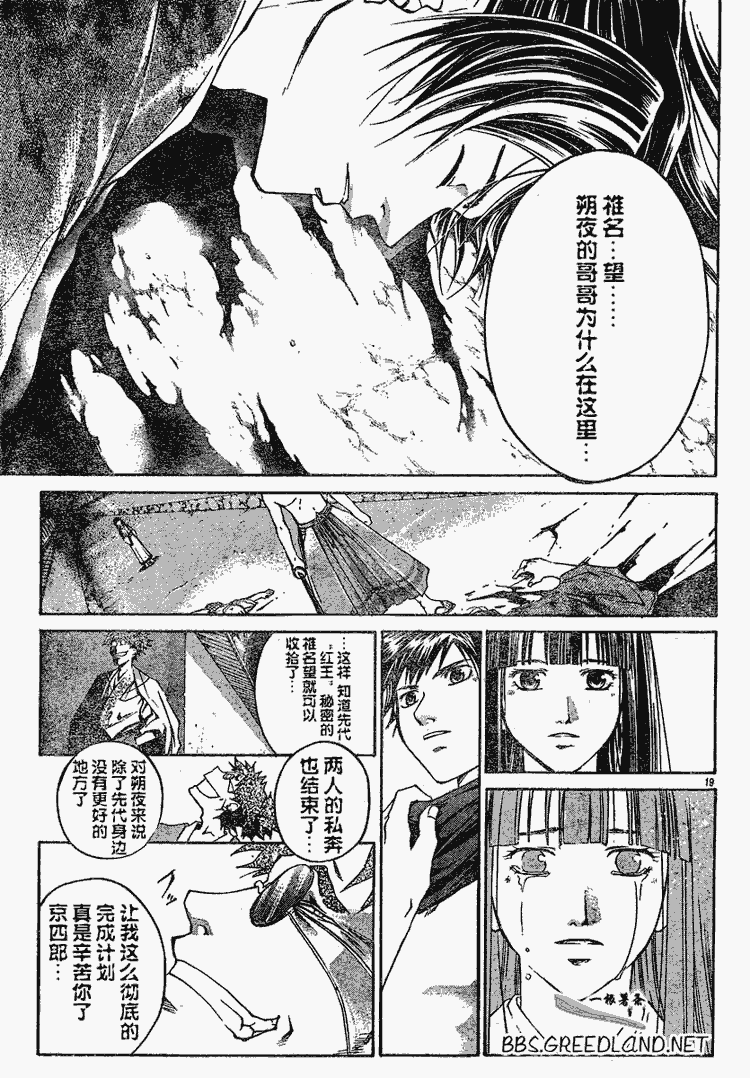 椎名…望……
朔夜的哥哥为什么在这里…
…这样 知道先代
"红王"秘密的
椎名望就可以
收拾了…
两人的私奔
也结束了…
对朔夜来说
除了先代身边
没有更好的
地方了
让我这么彻底的
完成计划
真是辛苦你了
京四郎…
19
一根薯条
BBS.GREEDLAND.NET